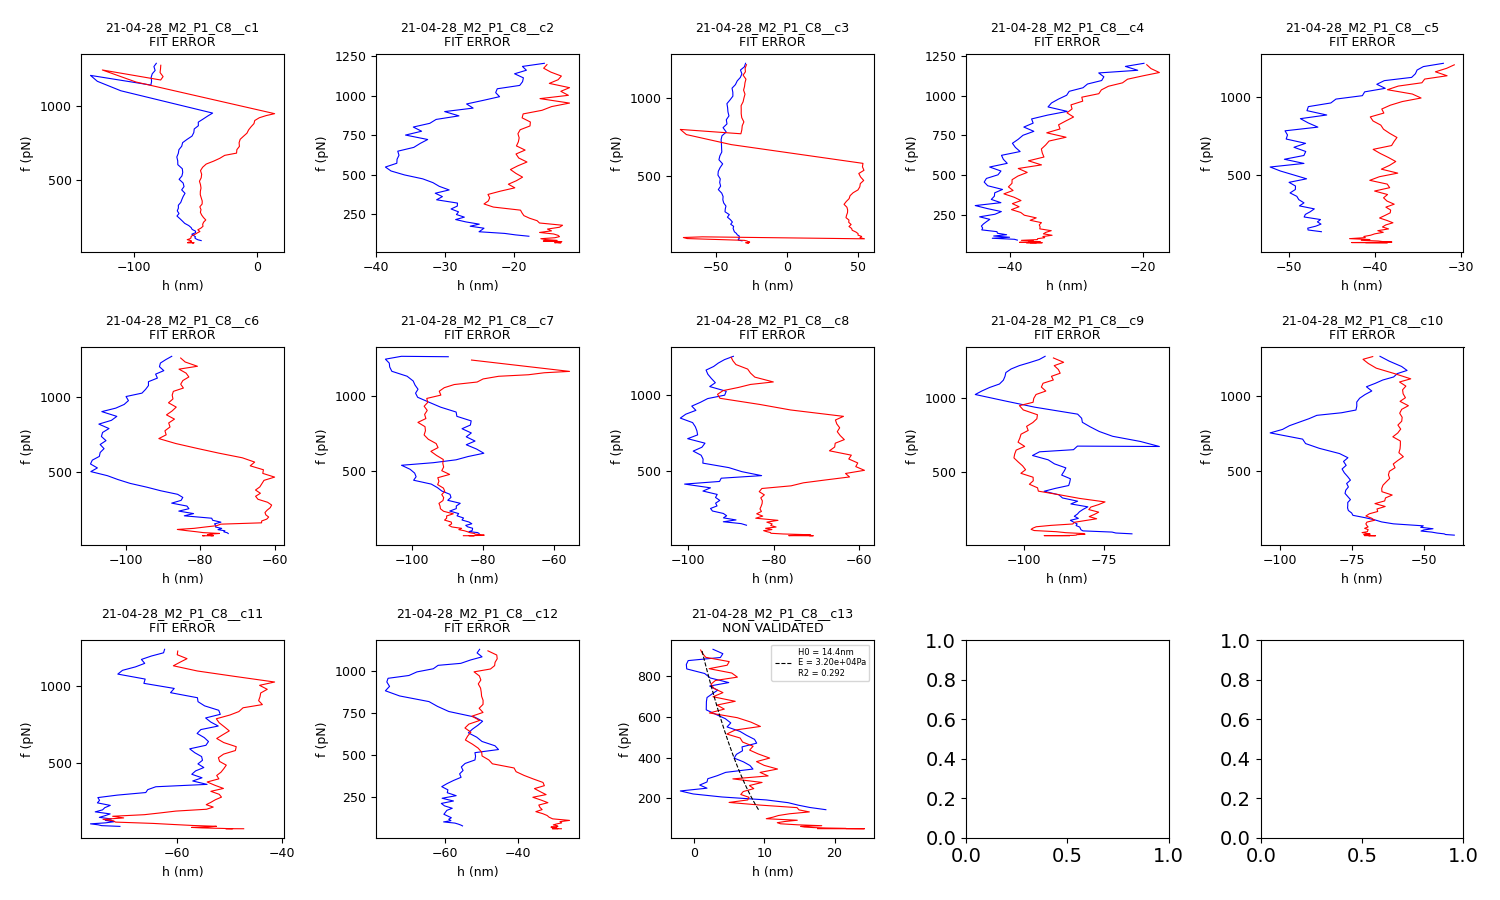 21-04-28_M2_P1_C8__c1
FIT ERROR
1000
500
f (pN)
−100
0
h (nm)
21-04-28_M2_P1_C8__c2
FIT ERROR
1250
1000
750
500
250
f (pN)
−40
−30
−20
h (nm)
21-04-28_M2_P1_C8__c3
FIT ERROR
1000
500
f (pN)
−50
0
50
h (nm)
21-04-28_M2_P1_C8__c4
FIT ERROR
1250
1000
750
500
250
f (pN)
−40
−20
h (nm)
21-04-28_M2_P1_C8__c5
FIT ERROR
1000
500
f (pN)
−50
−40
−30
h (nm)
21-04-28_M2_P1_C8__c6
FIT ERROR
1000
500
f (pN)
−100
−80
−60
h (nm)
21-04-28_M2_P1_C8__c7
FIT ERROR
1000
500
f (pN)
−100
−80
−60
h (nm)
21-04-28_M2_P1_C8__c8
FIT ERROR
1000
500
f (pN)
−100
−80
−60
h (nm)
21-04-28_M2_P1_C8__c9
FIT ERROR
1000
500
f (pN)
−100
−75
h (nm)
21-04-28_M2_P1_C8__c10
FIT ERROR
1000
500
f (pN)
−100
−75
−50
h (nm)
21-04-28_M2_P1_C8__c11
FIT ERROR
1000
500
f (pN)
−60
−40
h (nm)
21-04-28_M2_P1_C8__c12
FIT ERROR
1000
750
500
250
f (pN)
−60
−40
h (nm)
21-04-28_M2_P1_C8__c13
NON VALIDATED
H0 = 14.4nm
E = 3.20e+04Pa
R2 = 0.292
800
600
400
200
f (pN)
0
10
20
h (nm)
1.0
0.8
0.6
0.4
0.2
0.0
0.0
0.5
1.0
1.0
0.8
0.6
0.4
0.2
0.0
0.0
0.5
1.0